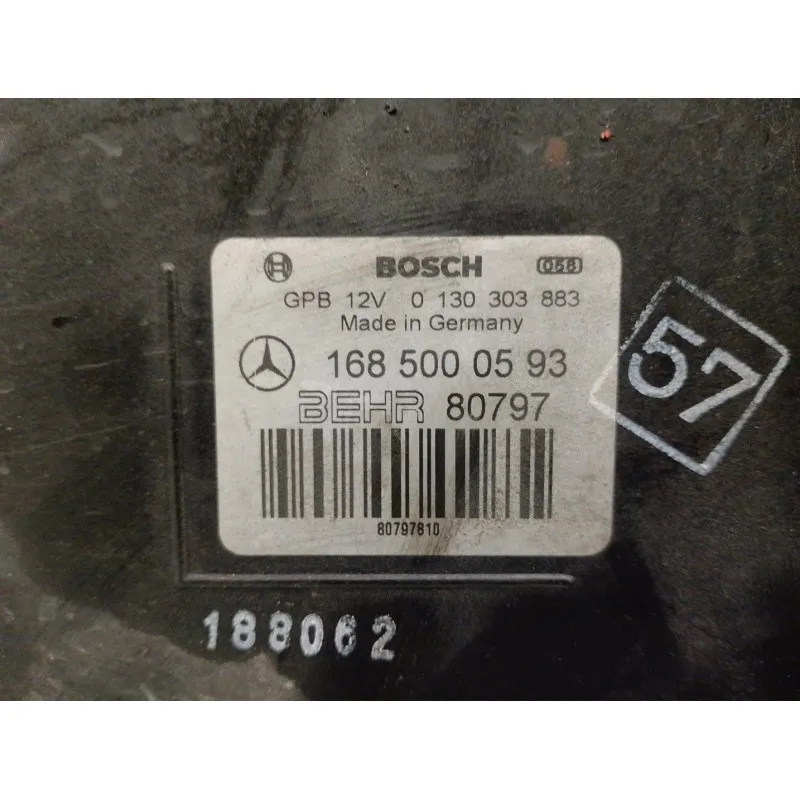 BOSCH 058
GPB 12V 0 130 303 883
Made in Germany
168 500 05 93
BEHR 80797
57
80797810
188062